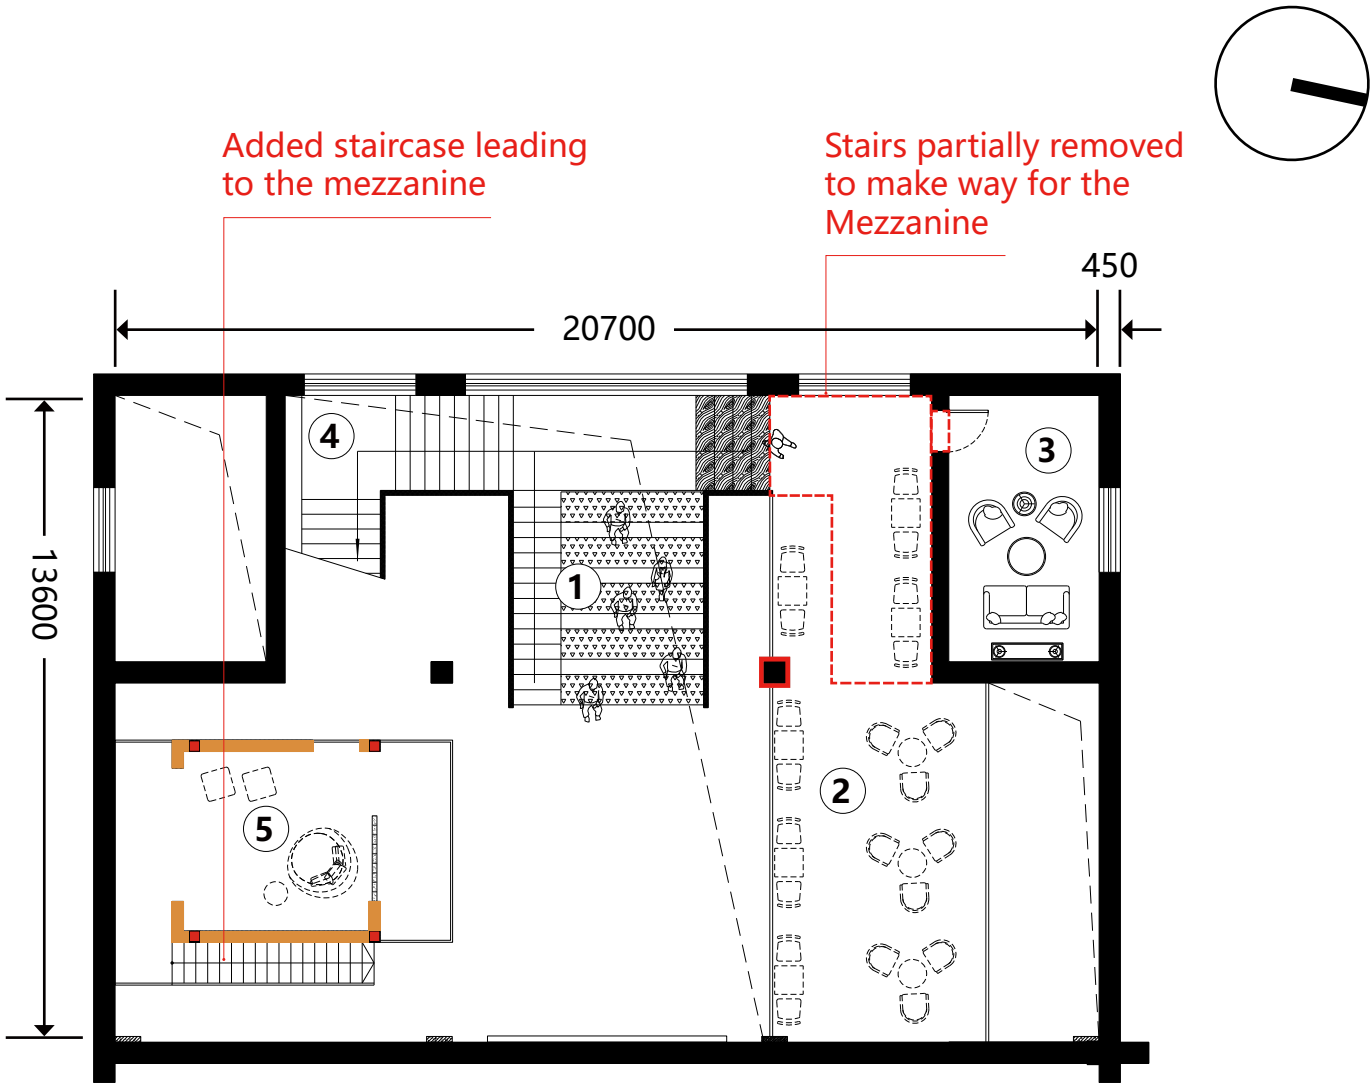 Added staircase leading
to the mezzanine
Stairs partially removed
to make way for the
Mezzanine
450
20700
13600
4
3
1
2
5